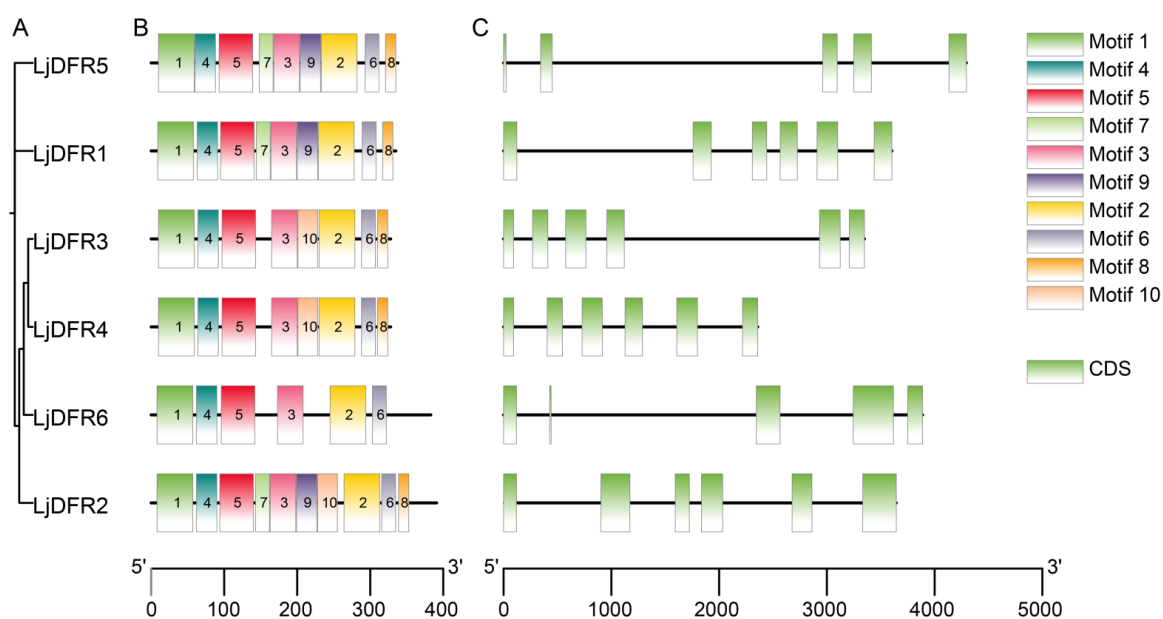 A B C
LjDFR5 1 4 5 7 3 9 2 6 8
LjDFR1 1 4 5 7 3 9 2 6 8
LjDFR3 1 4 5 3 10 2 6 8
LjDFR4 1 4 5 3 10 2 6 8
LjDFR6 1 4 5 3 2 6
LjDFR2 1 4 5 7 3 9 10 2 6 8
5' 3' 5' 3'
0 100 200 300 400 0 1000 2000 3000 4000 5000
Motif 1
Motif 4
Motif 5
Motif 7
Motif 3
Motif 9
Motif 2
Motif 6
Motif 8
Motif 10
CDS